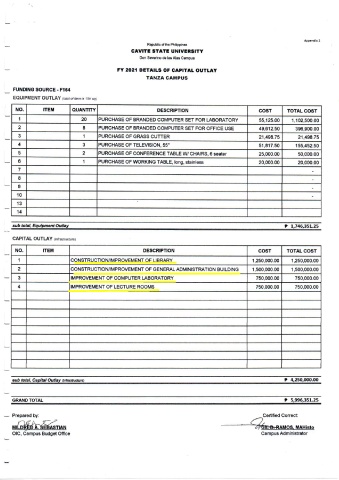 Appendix 2
Republic of the Philippines
CAVITE STATE UNIVERSITY
Don Severino de las Alas Campus
FY 2021 DETAILS OF CAPITAL OUTLAY
TANZA CAMPUS
FUNDING SOURCE - F164
EQUIPMENT OUTLAY
NO. ITEM QUANTITY DESCRIPTION COST TOTAL COST
1 20 PURCHASE OF BRANDED COMPUTER SET FOR LABORATORY 55,125.00 1,102,500.00
2 8 PURCHASE OF BRANDED COMPUTER SET FOR OFFICE USE 49,612.50 396,900.00
3 1 PURCHASE OF GRASS CUTTER 21,498.75 21,498.75
4 3 PURCHASE OF TELEVISION, 55" 51,817.50 155,452.50
5 2 PURCHASE OF CONFERENCE TABLE W/ CHAIRS, 6 seater 25,000.00 50,000.00
6 1 PURCHASE OF WORKING TABLE, long, stainless 20,000.00 20,000.00
7 -
8 -
9 -
10 -
13
14
sub total, Equipment Outlay ₱ 1,746,351.25
CAPITAL OUTLAY (Infrastructure)
NO. ITEM DESCRIPTION COST TOTAL COST
1 CONSTRUCTION/IMPROVEMENT OF LIBRARY 1,250,000.00 1,250,000.00
2 CONSTRUCTION/IMPROVEMENT OF GENERAL ADMINISTRATION BUILDING 1,500,000.00 1,500,000.00
3 IMPROVEMENT OF COMPUTER LABORATORY 750,000.00 750,000.00
4 IMPROVEMENT OF LECTURE ROOMS 750,000.00 750,000.00
sub total, Capital Outlay (Infrastructure) ₱ 4,250,000.00
GRAND TOTAL ₱ 5,996,351.25
Prepared by: Certified Correct:
MILDRED A. SEBASTIAN RAMOS, MAHisto
OIC, Campus Budget Office Campus Administrator